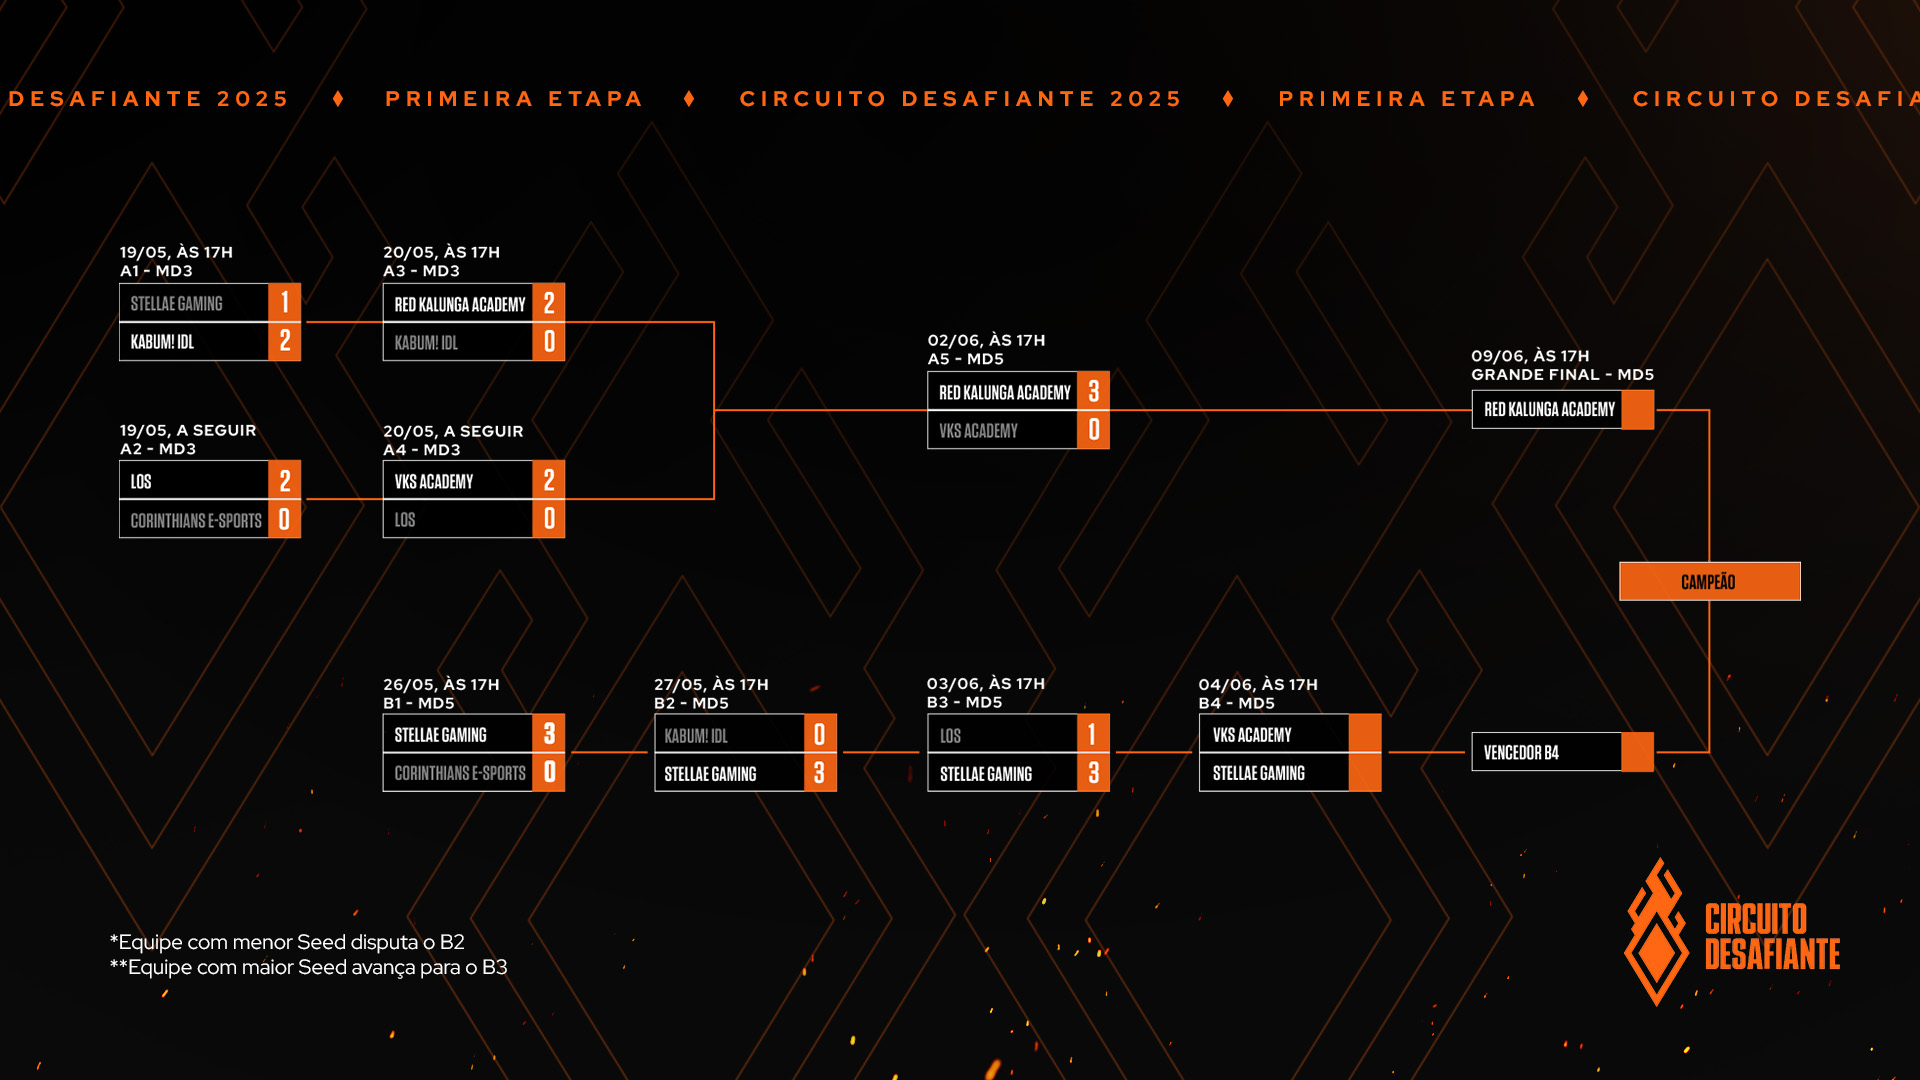 DESAFIANTE 2025 ♦ PRIMEIRA ETAPA ♦ CIRCUITO DESAFIANTE 2025 ♦ PRIMEIRA ETAPA ♦ CIRCUITO DESAFIA
19/05, ÀS 17H
A1 - MD3
STELLAE GAMING 1
KABUM! IDL 2
20/05, ÀS 17H
A3 - MD3
RED KALUNGA ACADEMY 2
KABUM! IDL 0
19/05, A SEGUIR
A2 - MD3
LOS 2
CORINTHIANS E-SPORTS 0
20/05, A SEGUIR
A4 - MD3
VKS ACADEMY 2
LOS 0
02/06, ÀS 17H
A5 - MD5
RED KALUNGA ACADEMY 3
VKS ACADEMY 0
09/06, ÀS 17H
GRANDE FINAL - MD5
RED KALUNGA ACADEMY
CAMPEÃO
26/05, ÀS 17H
B1 - MD5
STELLAE GAMING 3
CORINTHIANS E-SPORTS 0
27/05, ÀS 17H
B2 - MD5
KABUM! IDL 0
STELLAE GAMING 3
03/06, ÀS 17H
B3 - MD5
LOS 1
STELLAE GAMING 3
04/06, ÀS 17H
B4 - MD5
VKS ACADEMY
STELLAE GAMING
VENCEDOR B4
*Equipe com menor Seed disputa o B2
**Equipe com maior Seed avança para o B3
CIRCUITO
DESAFIANTE